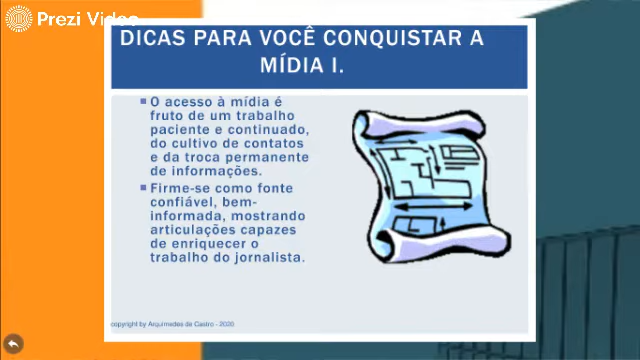 Prezi Video
DICAS PARA VOCÊ CONQUISTAR A
MÍDIA I.
O acesso à mídia é
fruto de um trabalho
paciente e continuado,
do cultivo de contatos
e da troca permanente
de informações.
Firme-se como fonte
confiável, bem-
informada, mostrando
articulações capazes
de enriquecer o
trabalho do jornalista.
copyright by Arquimedes de Castro - 2020